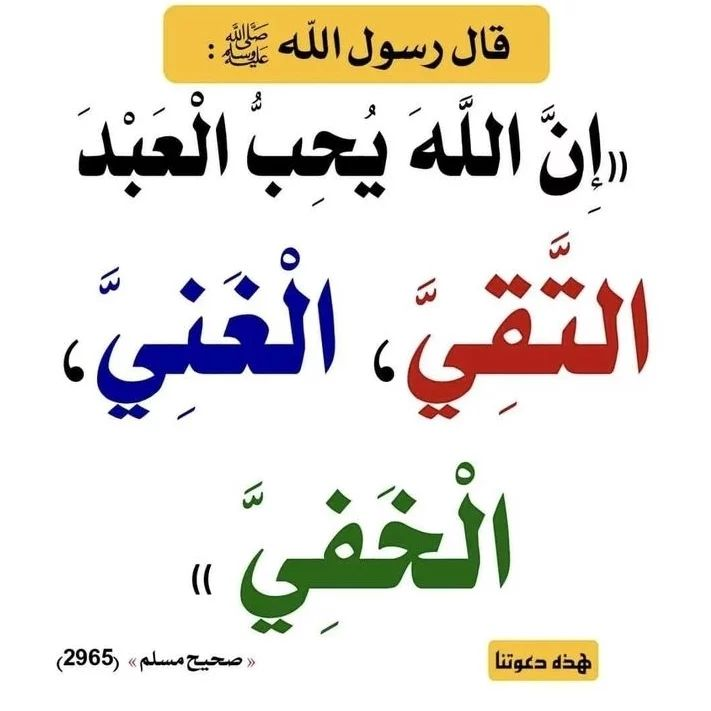 قال رسول الله ﷺ :
((إِنَّ اللَّهَ يُحِبُّ الْعَبْدَ
التَّقِيَّ، الْغَنِيَّ،
الْخَفِيَّ ))
هذه دعوتنا
« صحيح مسلم » (2965)